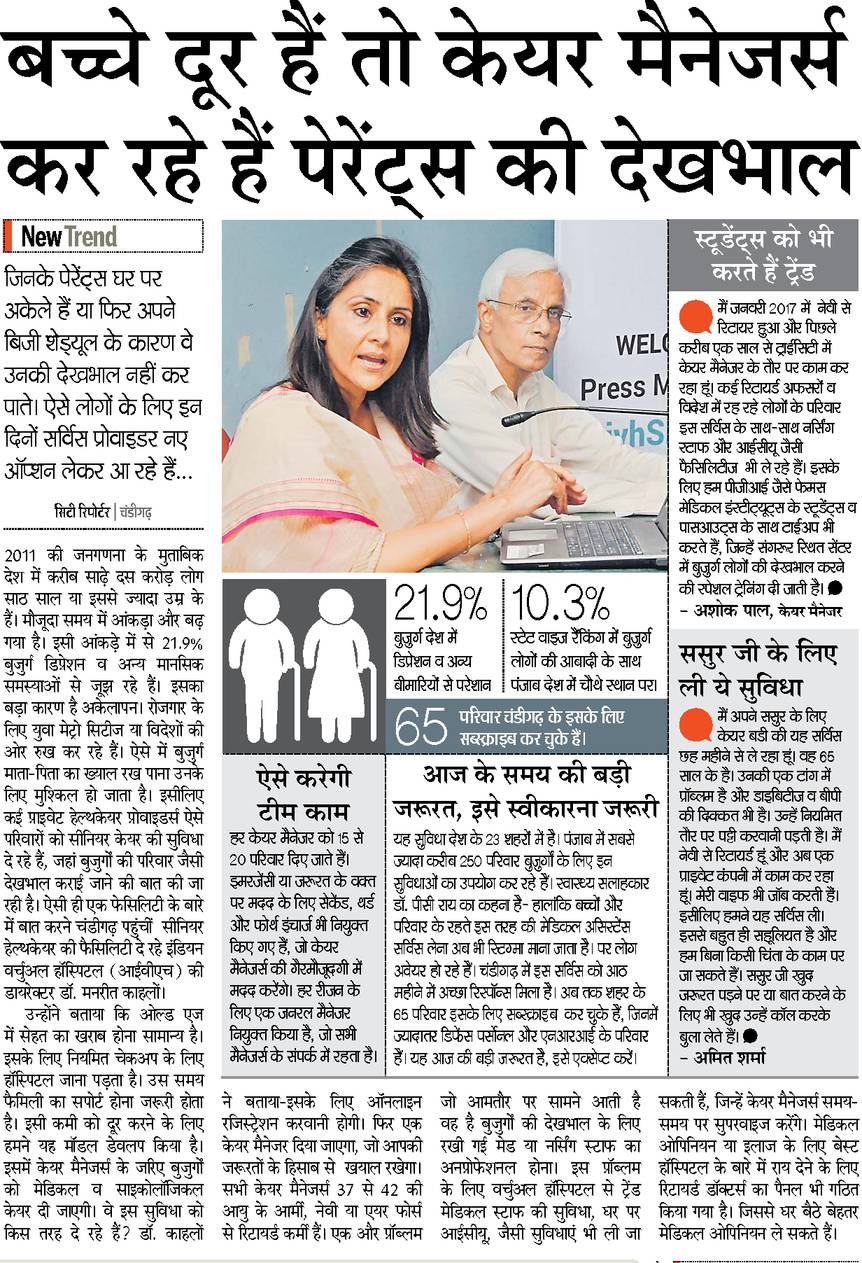 बच्चे दूर हैं तो केयर मैनेजर्स
कर रहे हैं पेरेंट्स की देखभाल
New Trend
जिनके पेरेंट्स घर पर
अकेले हैं या फिर अपने
बिजी शेड्यूल के कारण वे
उनकी देखभाल नहीं कर
पाते। ऐसे लोगों के लिए इन
दिनों सर्विस प्रोवाइडर नए
ऑप्शन लेकर आ रहे हैं...
सिटी रिपोर्टर | चंडीगढ़
2011 की जनगणना के मुताबिक
देश में करीब साढ़े दस करोड़ लोग
साठ साल या इससे ज्यादा उम्र के
हैं। मौजूदा समय में आंकड़ा और बढ़
गया है। इसी आंकड़े में से 21.9%
बुजुर्ग डिप्रेशन व अन्य मानसिक
समस्याओं से जूझ रहे हैं। इसका
बड़ा कारण है अकेलापन। रोजगार के
लिए युवा मेट्रो सिटीज या विदेशों की
ओर रुख कर रहे हैं। ऐसे में बुजुर्ग
माता-पिता का ख्याल रख पाना उनके
लिए मुश्किल हो जाता है। इसीलिए
कई प्राइवेट हेल्थकेयर प्रोवाइडर्स ऐसे
परिवारों को सीनियर केयर की सुविधा
दे रहे हैं, जहां बुजुगों की परिवार जैसी
देखभाल कराई जाने की बात की जा
रही है। ऐसी ही एक फेसिलिटी के बारे
में बात करने चंडीगढ़ पहुंचीं सीनियर
हेल्थकेयर की फैसिलिटी दे रहे इंडियन
वर्चुअल हॉस्पिटल (आईवीएच) की
डायरेक्टर डॉ. मनरीत काहलों।
उन्होंने बताया कि ओल्ड एज
में सेहत का खराब होना सामान्य है।
इसके लिए नियमित चेकअप के लिए
हॉस्पिटल जाना पड़ता है। उस समय
फैमिली का सपोर्ट होना जरूरी होता
है। इसी कमी को दूर करने के लिए
हमने यह मॉडल डेवलप किया है।
इसमें केयर मैनेजर्स के जरिए बुजुर्गों
को मेडिकल व साइकोलॉजिकल
केयर दी जाएगी। वे इस सुविधा को
किस तरह दे रहे हैं? डॉ. काहलों
WELC
Press M
ivhS
21.9%
बुजुर्ग देश में
डिप्रेशन व अन्य
बीमारियों से परेशान
10.3%
स्टेट वाइज रैंकिंग में बुजुर्ग
लोगों की आबादी के साथ
पंजाब देश में चौथे स्थान पर।
65 परिवार चंडीगढ़ के इसके लिए
सब्स्क्राइब कर चुके हैं।
ऐसे करेगी
टीम काम
हर केयर मैनेजर को 15 से
20 परिवार दिए जाते हैं।
इमरजेंसी या जरूरत के वक्त
पर मदद के लिए सेकेंड, थर्ड
और फोर्थ इंचार्ज भी नियुक्त
किए गए हैं, जो केयर
मैनेजर्स की गैरमौजूदगी में
मदद करेंगे। हर रीजन के
लिए एक जनरल मैनेजर
नियुक्त किया है, जो सभी
मैनेजर्स के संपर्क में रहता है।
आज के समय की बड़ी
जरूरत, इसे स्वीकारना जरूरी
यह सुविधा देश के 23 शहरों में है। पंजाब में सबसे
ज्यादा करीब 250 परिवार बुजुर्गों के लिए इन
सुविधाओं का उपयोग कर रहे हैं। स्वास्थ्य सलाहकार
डॉ. पीसी राय का कहना है- हालांकि बच्चों और
परिवार के रहते इस तरह की मेडिकल असिस्टेंस
सर्विस लेना अब भी स्टिग्मा माना जाता है। पर लोग
अवेयर हो रहे हैं। चंडीगढ़ में इस सर्विस को आठ
महीने में अच्छा रिस्पॉन्स मिला है। अब तक शहर के
65 परिवार इसके लिए सब्स्क्राइब कर चुके हैं, जिनमें
ज्यादातर डिफेंस पर्सोनल और एनआरआई के परिवार
हैं। यह आज की बड़ी जरूरत है, इसे एक्सेप्ट करें।
स्टूडेंट्स को भी
करते हैं ट्रेंड
मैं जनवरी 2017 में नेवी से
रिटायर हुआ और पिछले
करीब एक साल से ट्राईसिटी में
केयर मैनेजर के तौर पर काम कर
रहा हूं। कई रिटायर्ड अफसरों व
विदेश में रह रहे लोगों के परिवार
इस सर्विस के साथ-साथ नर्सिंग
स्टाफ और आईसीयू जैसी
फैसिलिटीज भी ले रहे हैं। इसके
लिए हम पीजीआई जैसे फेमस
मेडिकल इंस्टीट्यूट्स के स्टूडेंट्स व
पासआउट्स के साथ टाईअप भी
करते हैं, जिन्हें संगरूर स्थित सेंटर
में बुजुर्ग लोगों की देखभाल करने
की स्पेशल ट्रेनिंग दी जाती है।
– अशोक पाल, केयर मैनेजर
ससुर जी के लिए
ली ये सुविधा
मैं अपने ससुर के लिए
केयर बडी की यह सर्विस
छह महीने से ले रहा हूं। वह 65
साल के है। उनकी एक टांग में
प्रॉब्लम है और डाइबिटीज व बीपी
की दिक्कत भी है। उन्हें नियमित
तौर पर पट्टी करवानी पड़ती है। मैं
नेवी से रिटायर्ड हूं और अब एक
प्राइवेट कंपनी में काम कर रहा
हूं। मेरी वाइफ भी जॉब करती हैं।
इसीलिए हमने यह सर्विस ली।
इससे बहुत ही सहूलियत है और
हम बिना किसी चिंता के काम पर
जा सकते हैं। ससुर जी खुद
जरूरत पड़ने पर या बात करने के
लिए भी खुद उन्हें कॉल करके
बुला लेते हैं।
– अमित शर्मा
ने बताया-इसके लिए ऑनलाइन
रजिस्ट्रेशन करवानी होगी। फिर एक
केयर मैनेजर दिया जाएगा, जो आपकी
जरूरतों के हिसाब से खयाल रखेगा।
सभी केयर मैनेजर्स 37 से 42 की
आयु के आर्मी, नेवी या एयर फोर्स
से रिटायर्ड कर्मी हैं। एक और प्रॉब्लम
जो आमतौर पर सामने आती है
वह है बुजुर्गों की देखभाल के लिए
रखी गई मेड या नर्सिंग स्टाफ का
अनप्रोफेशनल होना। इस प्रॉब्लम
के लिए वर्चुअल हॉस्पिटल से ट्रेंड
मेडिकल स्टाफ की सुविधा, घर पर
आईसीयू, जैसी सुविधाएं भी ली जा
सकती हैं, जिन्हें केयर मैनेजर्स समय-
समय पर सुपरवाइज करेंगे। मेडिकल
ओपिनियन या इलाज के लिए बेस्ट
हॉस्पिटल के बारे में राय देने के लिए
रिटायर्ड डॉक्टर्स का पैनल भी गठित
किया गया है। जिससे घर बैठे बेहतर
मेडिकल ओपिनियन ले सकते हैं।